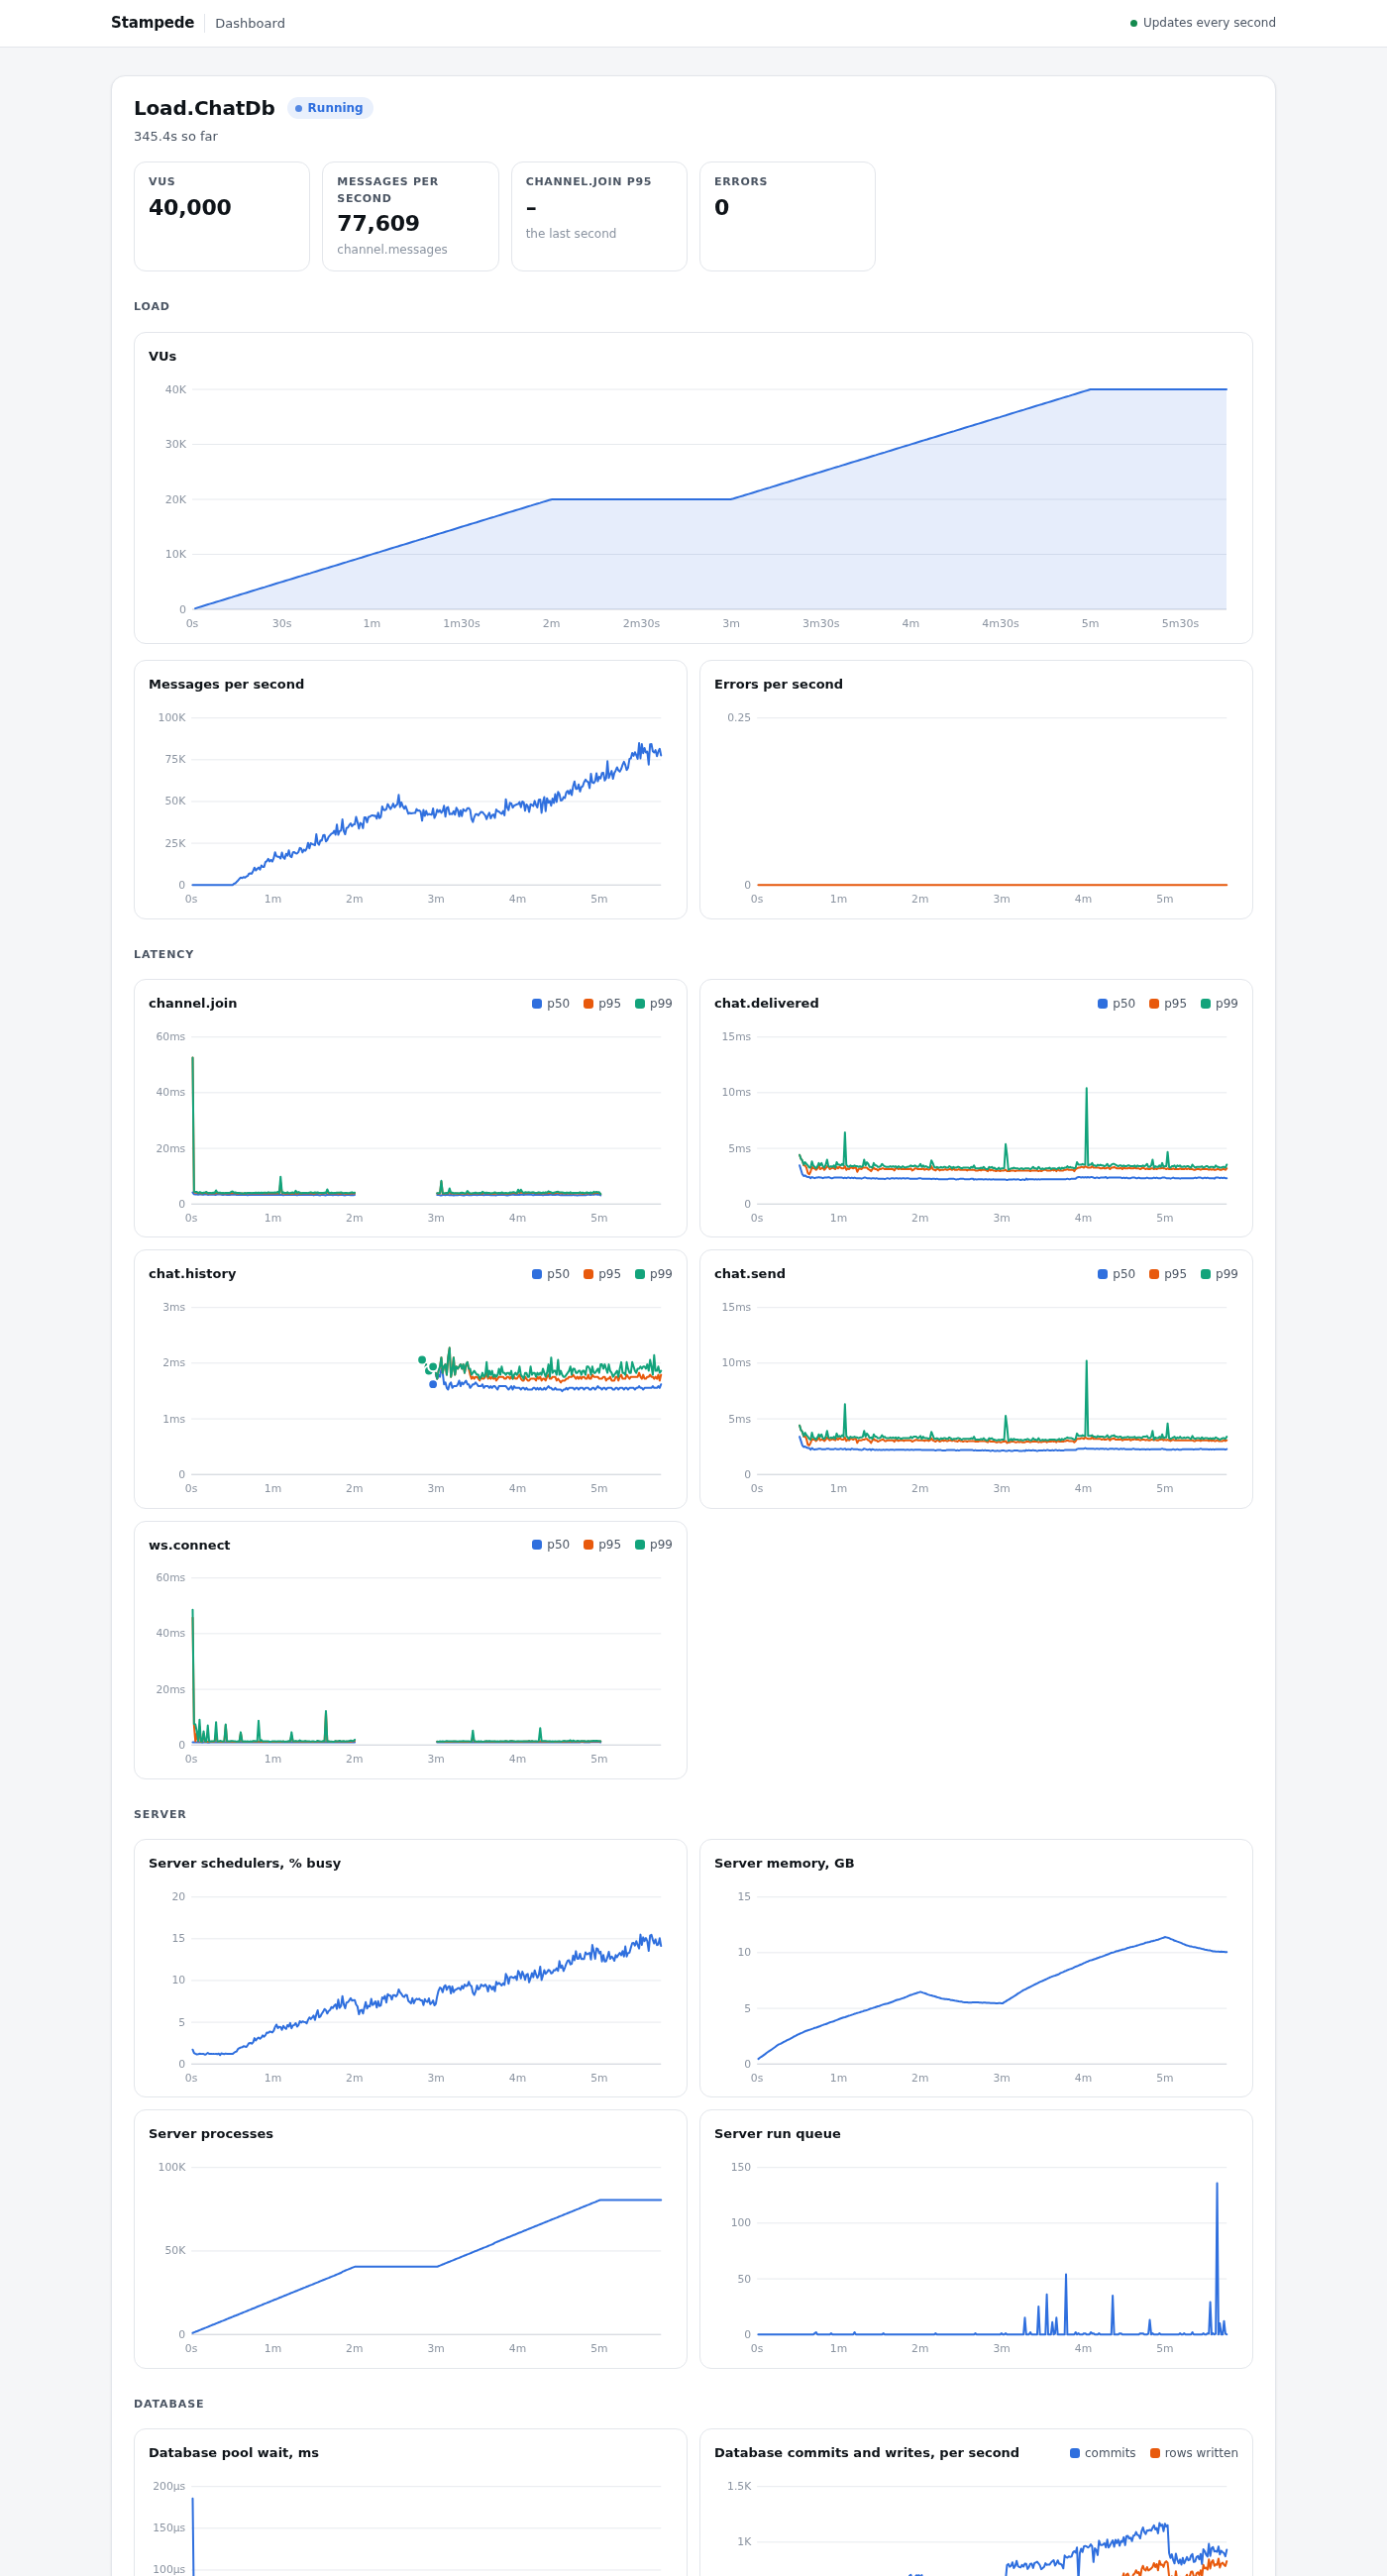 Stampede Dashboard Updates every second
Load.ChatDb Running
345.4s so far
VUS
40,000
MESSAGES PER SECOND
77,609
channel.messages
CHANNEL.JOIN P95
–
the last second
ERRORS
0
LOAD
VUs
40K
30K
20K
10K
0
0s 30s 1m 1m30s 2m 2m30s 3m 3m30s 4m 4m30s 5m 5m30s
Messages per second
100K
75K
50K
25K
0
0s 1m 2m 3m 4m 5m
Errors per second
0.25
0
0s 1m 2m 3m 4m 5m
LATENCY
channel.join p50 p95 p99
60ms
40ms
20ms
0
0s 1m 2m 3m 4m 5m
chat.delivered p50 p95 p99
15ms
10ms
5ms
0
0s 1m 2m 3m 4m 5m
chat.history p50 p95 p99
3ms
2ms
1ms
0
0s 1m 2m 3m 4m 5m
chat.send p50 p95 p99
15ms
10ms
5ms
0
0s 1m 2m 3m 4m 5m
ws.connect p50 p95 p99
60ms
40ms
20ms
0
0s 1m 2m 3m 4m 5m
SERVER
Server schedulers, % busy
20
15
10
5
0
0s 1m 2m 3m 4m 5m
Server memory, GB
15
10
5
0
0s 1m 2m 3m 4m 5m
Server processes
100K
50K
0
0s 1m 2m 3m 4m 5m
Server run queue
150
100
50
0
0s 1m 2m 3m 4m 5m
DATABASE
Database pool wait, ms
200µs
150µs
100µs
Database commits and writes, per second commits rows written
1.5K
1K